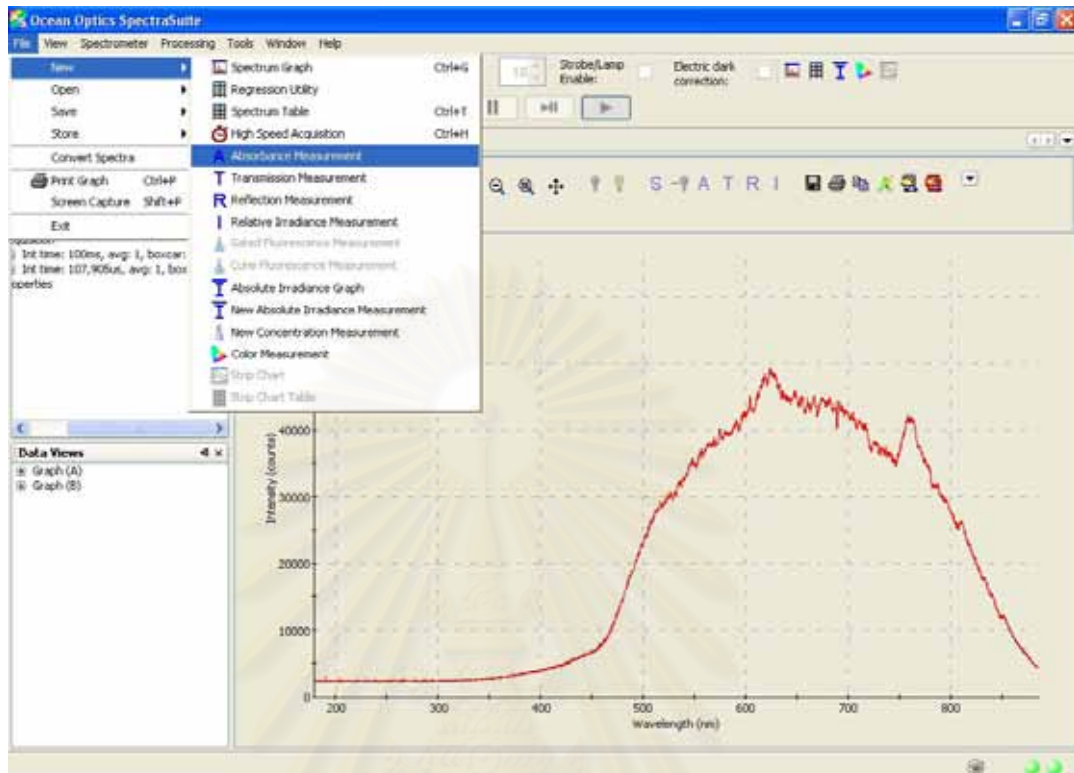 Ocean Optics SpectraSuite
File View Spectrometer Processing Tools Window Help
New
Open
Save
Store
Convert Spectra
Print Graph Ctrl+P
Screen Capture Shift+P
Exit
Spectrum Graph Ctrl+G
Regression Utility
Spectrum Table Ctrl+T
High Speed Acquisition Ctrl+H
A Absorbance Measurement
T Transmission Measurement
R Reflection Measurement
I Relative Irradiance Measurement
Gated Fluorescence Measurement
Absolute Irradiance Graph
New Absolute Irradiance Measurement
New Concentration Measurement
Color Measurement
Strip Chart
Strip Chart Table
Strobe/Lamp Enable:
Electric dark correction:
S A T R I
Int time: 100ms, avg: 1, boxcar:
Int time: 107,905us, avg: 1, box
operties
Data Views
Graph (A)
Graph (B)
Intensity (counts)
40000
30000
20000
10000
0
200 300 400 500 600 700 800
Wavelength (nm)